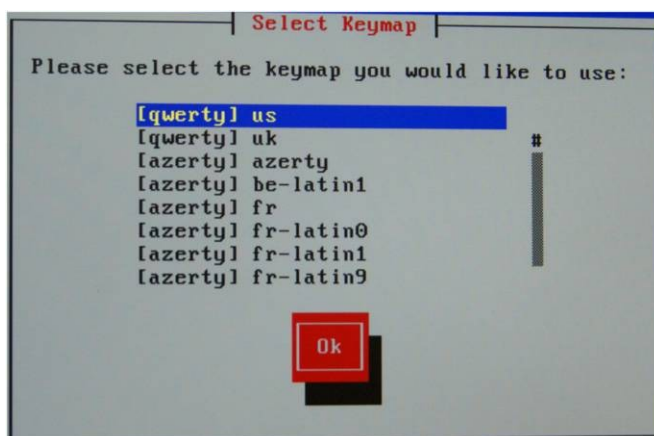 Select Keymap
Please select the keymap you would like to use:
[qwerty] us
[qwerty] uk
#
[azerty] azerty
[azerty] be-latin1
[azerty] fr
[azerty] fr-latin0
[azerty] fr-latin1
[azerty] fr-latin9
Ok